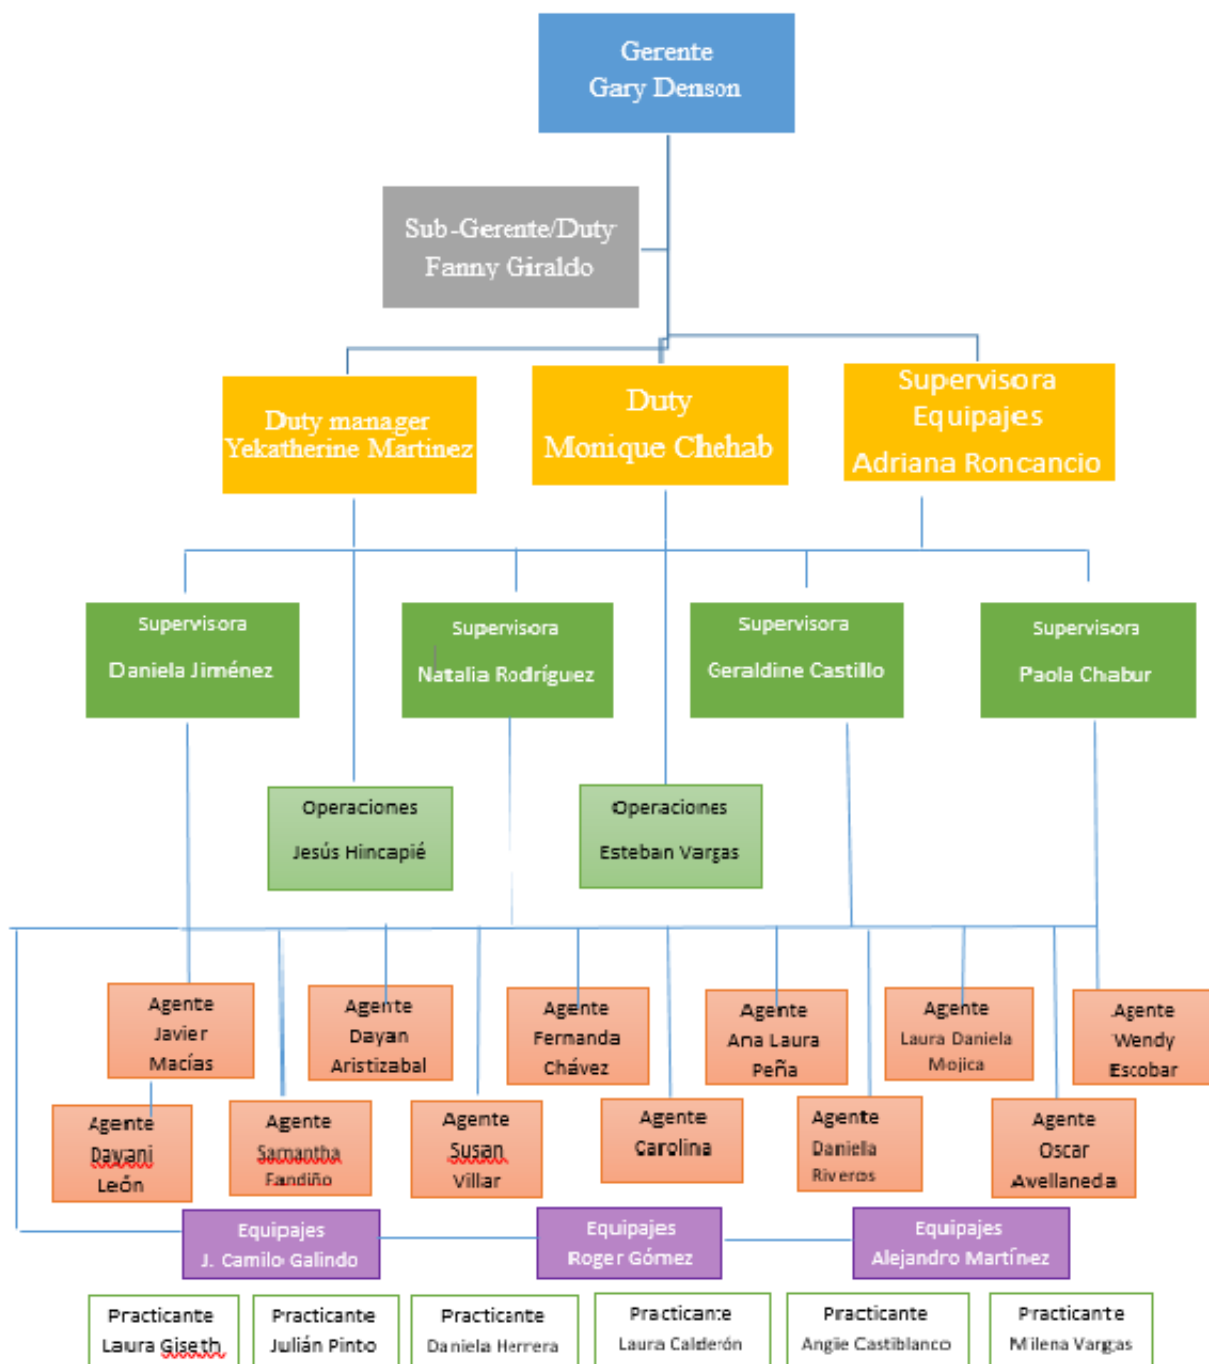 Gerente
Gary Denson
Sub-Gerente/Duty
Fanny Giraldo
Duty manager
Yekatherine Martinez
Duty
Monique Chehab
Supervisora
Equipajes
Adriana Roncancio
Supervisora
Daniela Jiménez
Supervisora
Natalia Rodríguez
Supervisora
Geraldine Castillo
Supervisora
Paola Chabur
Operaciones
Jesús Hincapié
Operaciones
Esteban Vargas
Agente
Javier
Macías
Agente
Dayan
Aristizabal
Agente
Fernanda
Chávez
Agente
Ana Laura
Peña
Agente
Laura Daniela
Mojica
Agente
Wendy
Escobar
Agente
Dayani
León
Agente
Samantha
Fandiño
Agente
Susan
Villar
Agente
Carolina
Agente
Daniela
Riveros
Agente
Oscar
Avellaneda
Equipajes
J. Camilo Galindo
Equipajes
Roger Gómez
Equipajes
Alejandro Martínez
Practicante
Laura Giseth
Practicante
Julián Pinto
Practicante
Daniela Herrera
Practicante
Laura Calderón
Practicante
Angie Castiblanco
Practicante
Milena Vargas